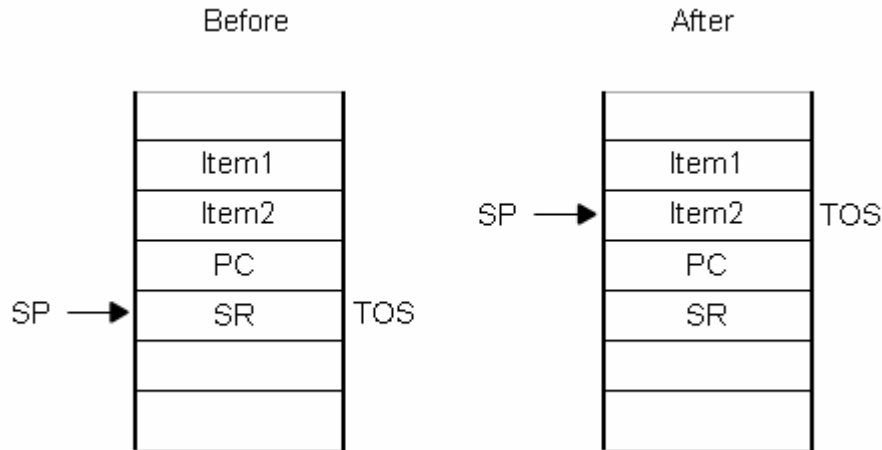 Before
Item1
Item2
PC
SP
SR
TOS
After
Item1
SP
Item2
TOS
PC
SR